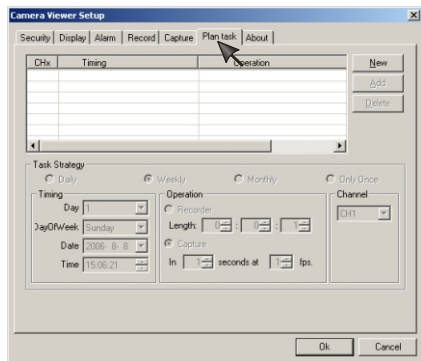 Camera Viewer Setup
Security Display Alarm Record Capture Plan task About
CHx Timing Operation
New
Add
Delete
Task Strategy
Daily Weekly Monthly Only Once
Timing Operation Channel
Day 1 Recorder CH1
DayOfWeek Sunday Length: 0 : 0 : 1
Date 2006- 8- 8 Capture
Time 15:06:21 In 1 seconds at 1 fps.
Ok Cancel